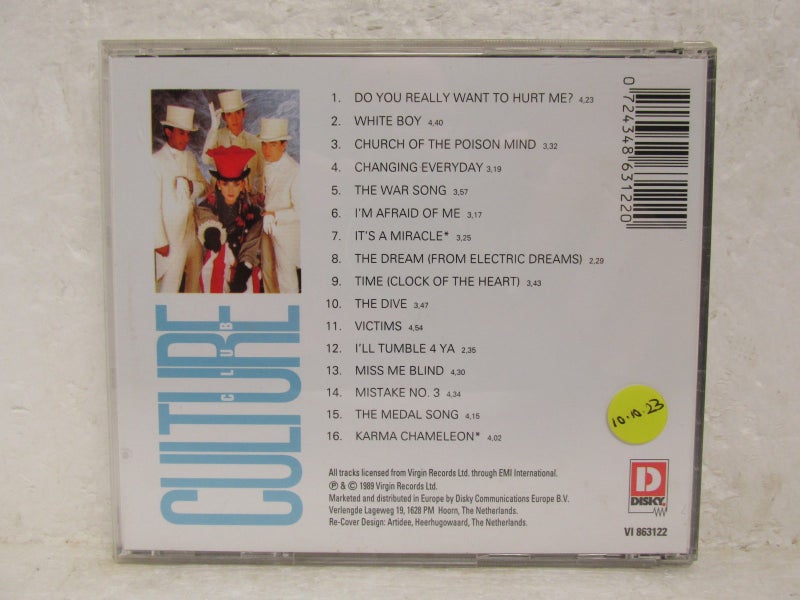 CULTURE
CLUB
1. DO YOU REALLY WANT TO HURT ME? 4,23
2. WHITE BOY 4,40
3. CHURCH OF THE POISON MIND 3,32
4. CHANGING EVERYDAY 3,19
5. THE WAR SONG 3,57
6. I'M AFRAID OF ME 3,17
7. IT'S A MIRACLE* 3,25
8. THE DREAM (FROM ELECTRIC DREAMS) 2,29
9. TIME (CLOCK OF THE HEART) 3,43
10. THE DIVE 3,47
11. VICTIMS 4,54
12. I'LL TUMBLE 4 YA 2,35
13. MISS ME BLIND 4,30
14. MISTAKE NO. 3 4,34
15. THE MEDAL SONG 4,15
16. KARMA CHAMELEON* 4,02
All tracks licensed from Virgin Records Ltd. through EMI International.
℗ & © 1989 Virgin Records Ltd.
Marketed and distributed in Europe by Disky Communications Europe B.V.
Verlengde Lageweg 19, 1628 PM Hoorn, The Netherlands.
Re-Cover Design: Artidee, Heerhugowaard, The Netherlands.
0 724348 631220
10.10.23
D
DISKY
VI 863122